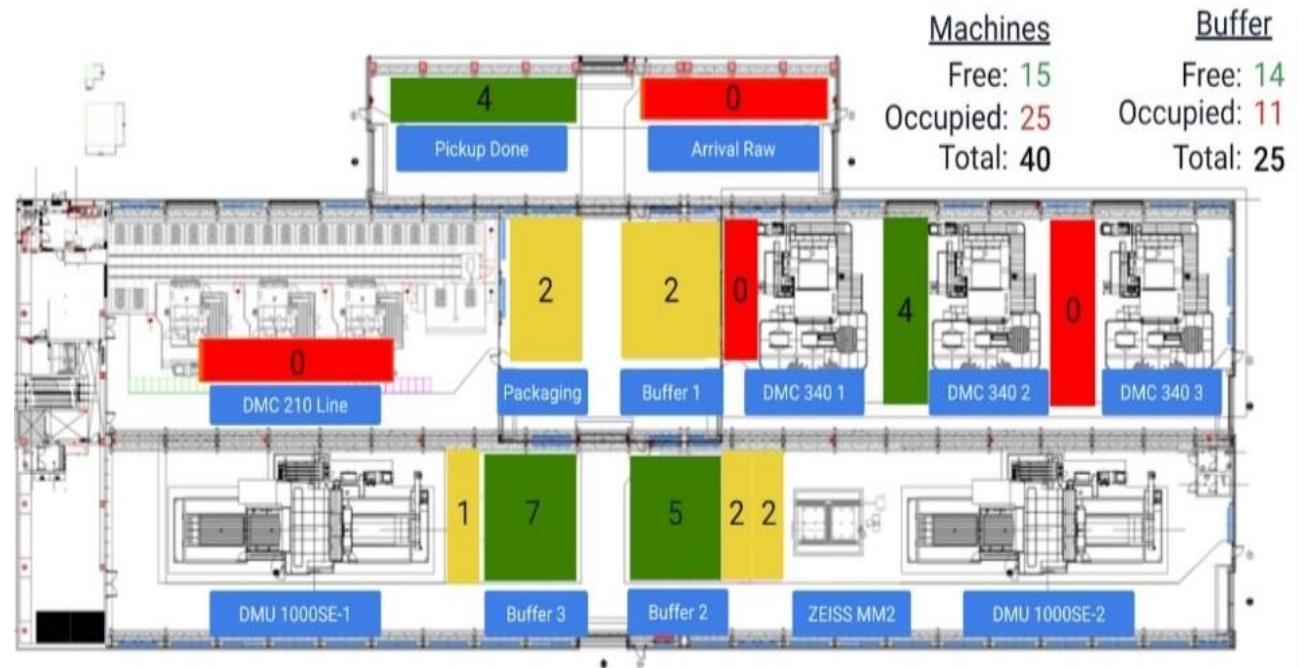 Machines
Free: 15
Occupied: 25
Total: 40
Buffer
Free: 14
Occupied: 11
Total: 25
4
0
Pickup Done
Arrival Raw
2
2
0
4
0
0
DMC 210 Line
Packaging
Buffer 1
DMC 340 1
DMC 340 2
DMC 340 3
1
7
5
2
2
DMU 1000SE-1
Buffer 3
Buffer 2
ZEISS MM2
DMU 1000SE-2